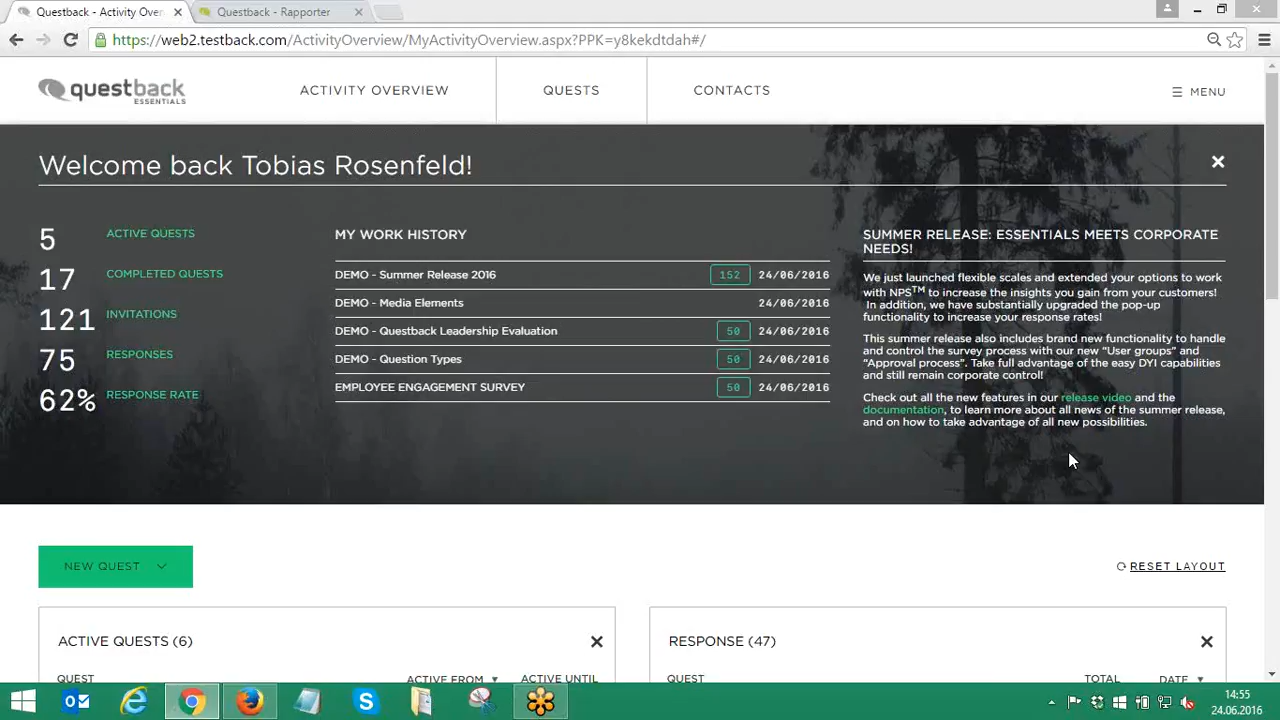 Questback - Activity Over
Questback - Rapporter
https://web2.testback.com/ActivityOverview/MyActivityOverview.aspx?PPK=y8kekdtdah#/
questback
ESSENTIALS
ACTIVITY OVERVIEW
QUESTS
CONTACTS
MENU
Welcome back Tobias Rosenfeld!
5 ACTIVE QUESTS
17 COMPLETED QUESTS
121 INVITATIONS
75 RESPONSES
62% RESPONSE RATE
MY WORK HISTORY
DEMO - Summer Release 2016 152 24/06/2016
DEMO - Media Elements 24/06/2016
DEMO - Questback Leadership Evaluation 50 24/06/2016
DEMO - Question Types 50 24/06/2016
EMPLOYEE ENGAGEMENT SURVEY 50 24/06/2016
SUMMER RELEASE: ESSENTIALS MEETS CORPORATE
NEEDS!
We just launched flexible scales and extended your options to work
with NPS™ to increase the insights you gain from your customers!
In addition, we have substantially upgraded the pop-up
functionality to increase your response rates!
This summer release also includes brand new functionality to handle
and control the survey process with our new “User groups” and
“Approval process”. Take full advantage of the easy DYI capabilities
and still remain corporate control!
Check out all the new features in our release video and the
documentation, to learn more about all news of the summer release,
and on how to take advantage of all new possibilities.
NEW QUEST
RESET LAYOUT
ACTIVE QUESTS (6)
QUEST ACTIVE FROM ACTIVE UNTIL
RESPONSE (47)
QUEST TOTAL DATE
14:55
24.06.2016